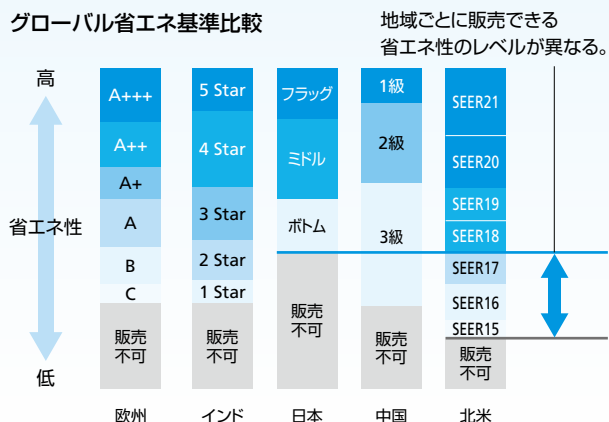 グローバル省エネ基準比較
地域ごとに販売できる
省エネ性のレベルが異なる。
高
省エネ性
低
A+++
A++
A+
A
B
C
販売
不可
欧州
5 Star
4 Star
3 Star
2 Star
1 Star
販売
不可
インド
フラッグ
ミドル
ボトム
販売
不可
日本
1級
2級
3級
販売
不可
中国
SEER21
SEER20
SEER19
SEER18
SEER17
SEER16
SEER15
販売
不可
北米